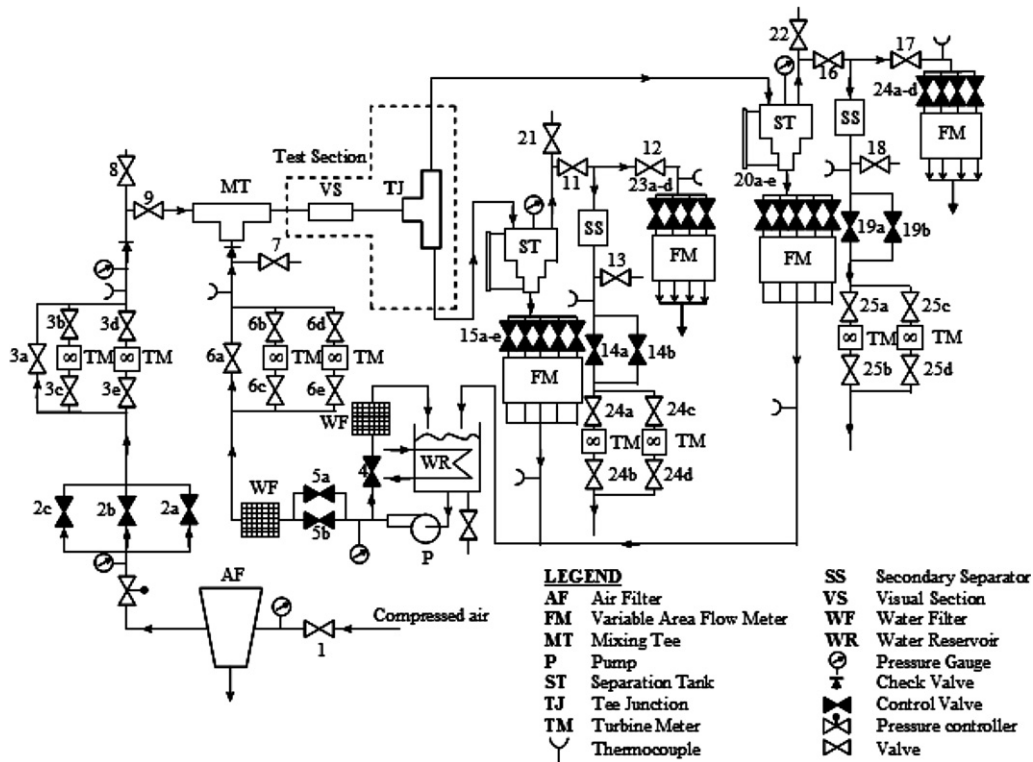 22
17
16
24a-d
ST
SS
FM
21
12
18
Test Section
11
23a-d
20a-e
8
9
MT
VS
TJ
19a
19b
ST
SS
FM
FM
7
13
3b
3d
6b
6d
15a-e
14a
14b
25a
25c
3a
TM
TM
6a
TM
TM
FM
TM
TM
3c
3e
6c
6e
WF
24a
24c
25b
25d
TM
TM
WR
4
24b
24d
2c
2b
2a
WF
5a
5b
P
AF
Compressed air
1
LEGEND
AF Air Filter
FM Variable Area Flow Meter
MT Mixing Tee
P Pump
ST Separation Tank
TJ Tee Junction
TM Turbine Meter
Thermocouple
SS Secondary Separator
VS Visual Section
WF Water Filter
WR Water Reservoir
Pressure Gauge
Check Valve
Control Valve
Pressure controller
Valve